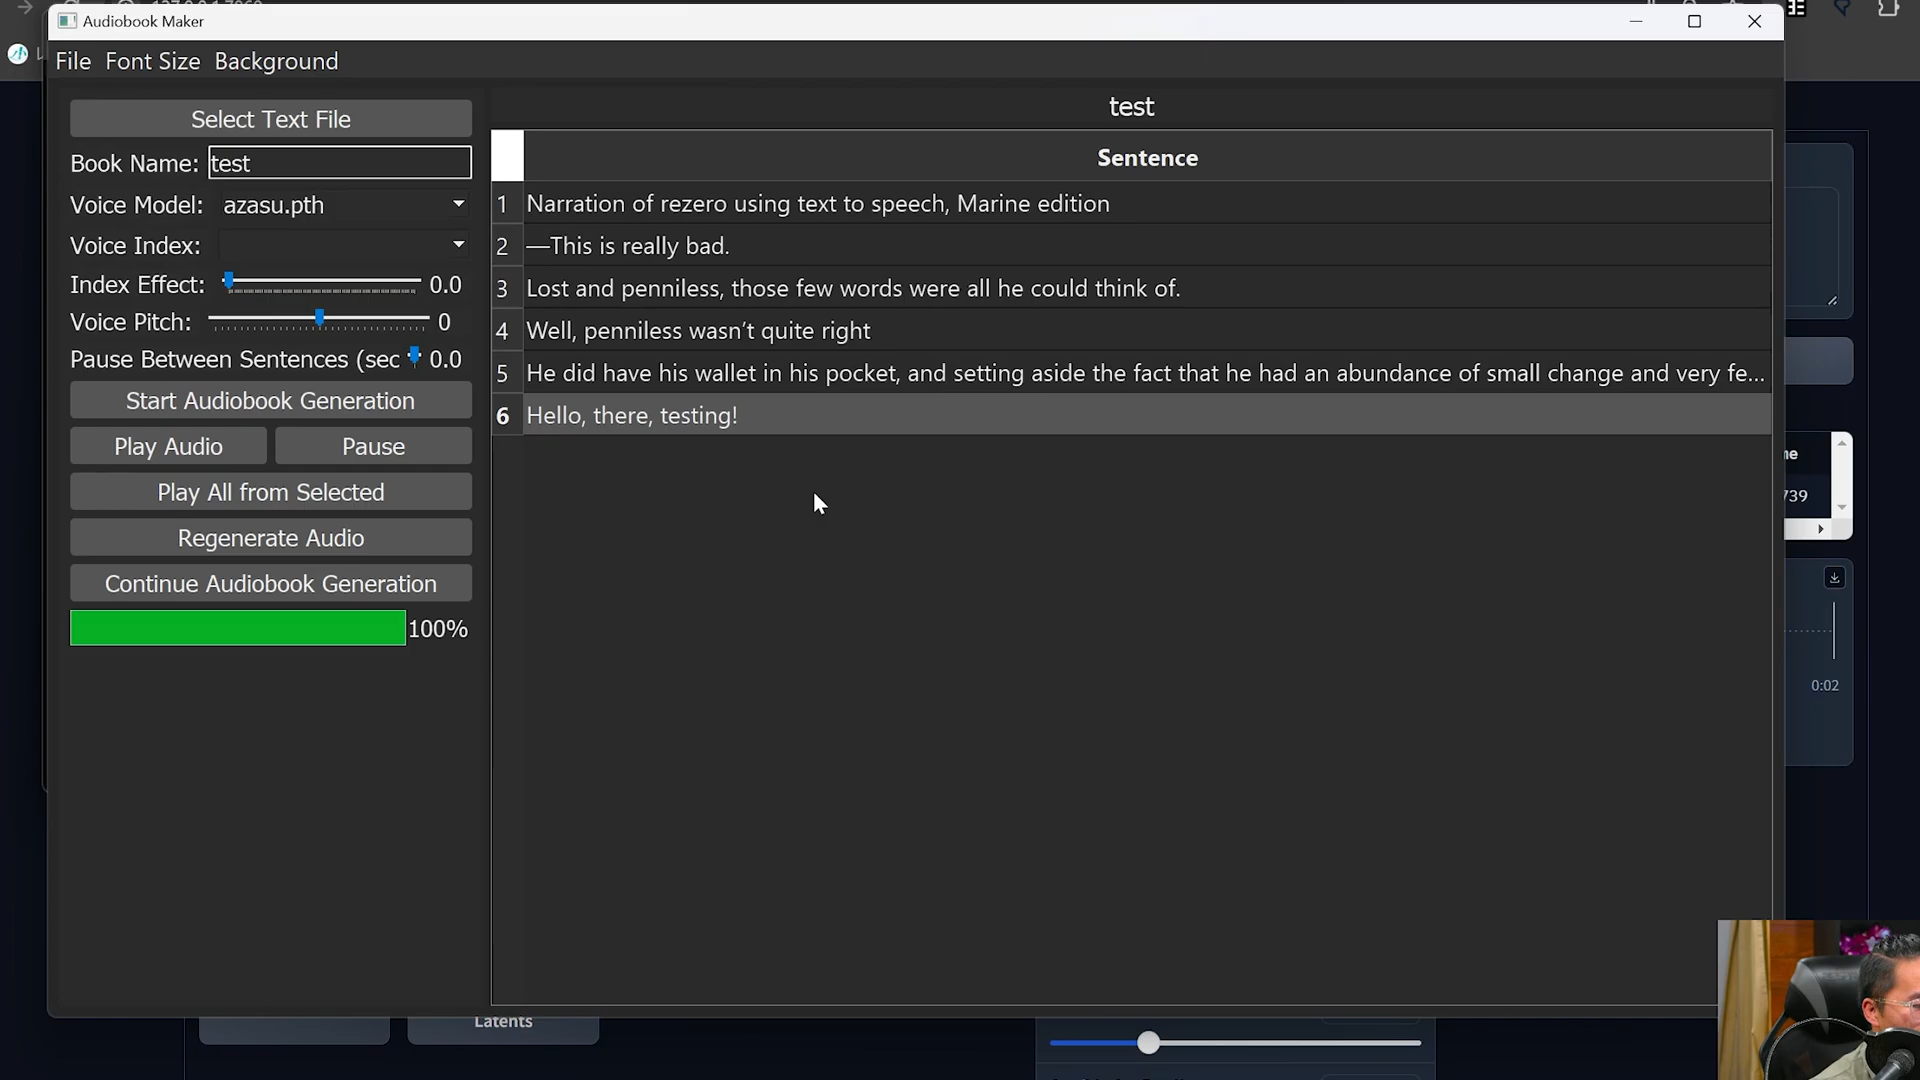 Audiobook Maker
File Font Size Background
Select Text File
Book Name: test
Voice Model: azasu.pth
Voice Index:
Index Effect: 0.0
Voice Pitch: 0
Pause Between Sentences (sec 0.0
Start Audiobook Generation
Play Audio Pause
Play All from Selected
Regenerate Audio
Continue Audiobook Generation
100%
test
Sentence
1 Narration of rezero using text to speech, Marine edition
2 —This is really bad.
3 Lost and penniless, those few words were all he could think of.
4 Well, penniless wasn’t quite right
5 He did have his wallet in his pocket, and setting aside the fact that he had an abundance of small change and very fe...
6 Hello, there, testing!
me
739
0:02
Latents